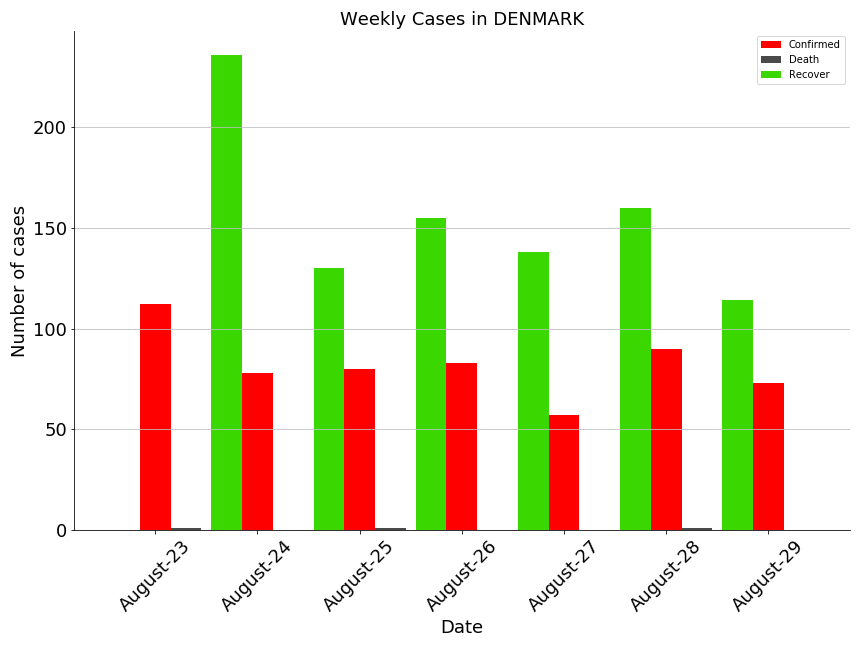 Weekly Cases in DENMARK
Confirmed
Death
Recover
Number of cases
200
150
100
50
0
August-23
August-24
August-25
August-26
August-27
August-28
August-29
Date